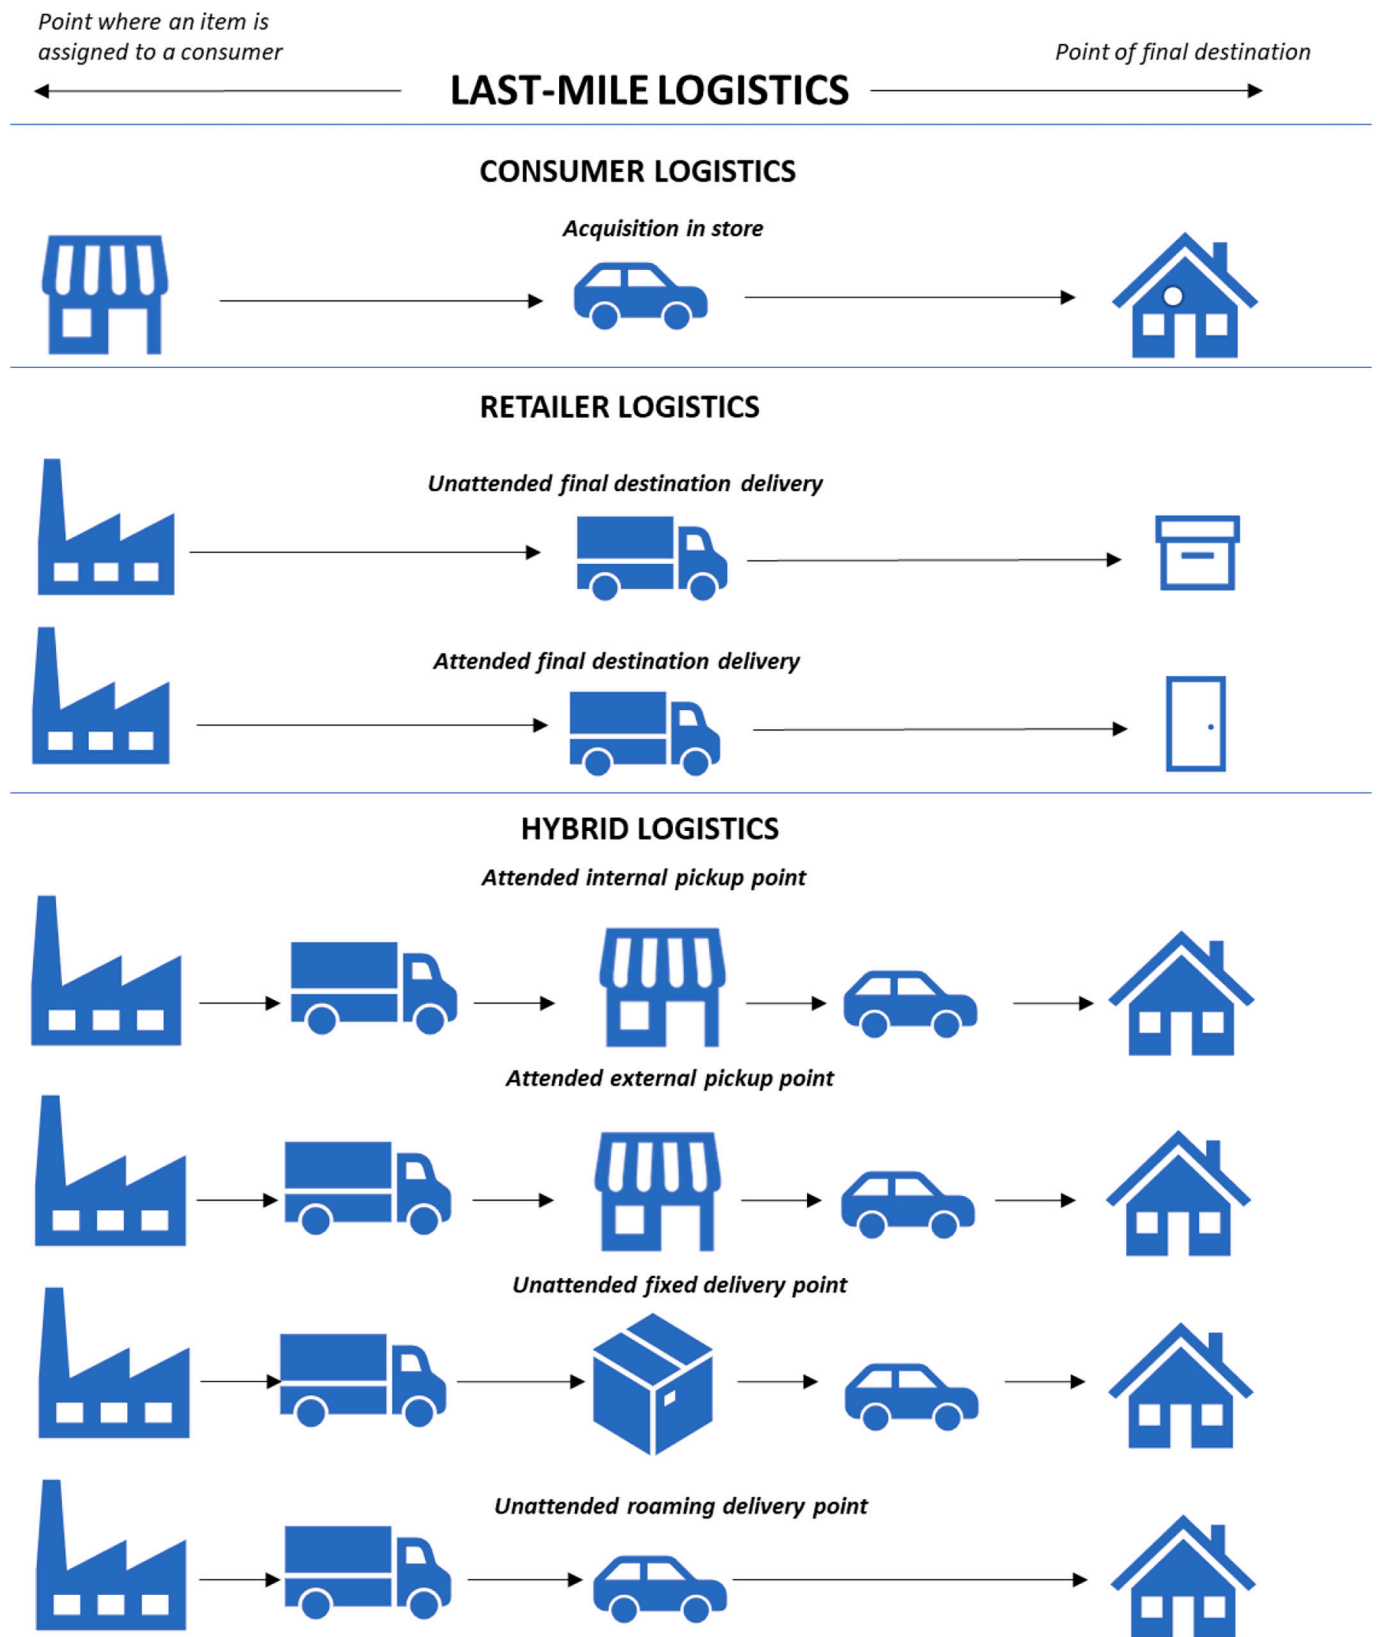 Point where an item is
assigned to a consumer
Point of final destination
LAST-MILE LOGISTICS
CONSUMER LOGISTICS
Acquisition in store
RETAILER LOGISTICS
Unattended final destination delivery
Attended final destination delivery
HYBRID LOGISTICS
Attended internal pickup point
Attended external pickup point
Unattended fixed delivery point
Unattended roaming delivery point